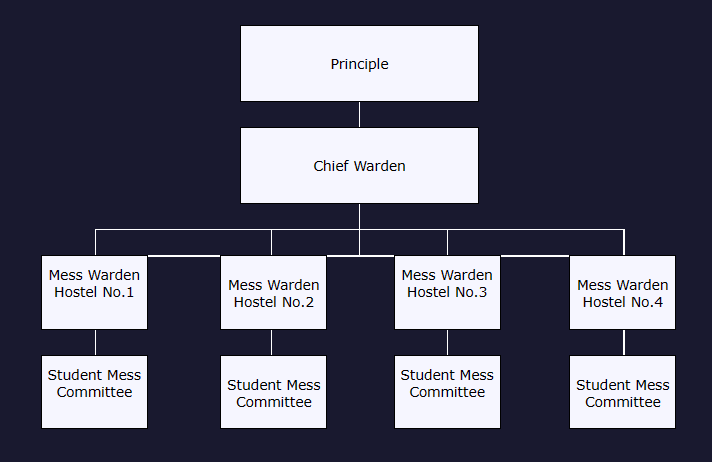 Principle
Chief Warden
Mess Warden
Hostel No.1
Mess Warden
Hostel No.2
Mess Warden
Hostel No.3
Mess Warden
Hostel No.4
Student Mess
Committee
Student Mess
Committee
Student Mess
Committee
Student Mess
Committee